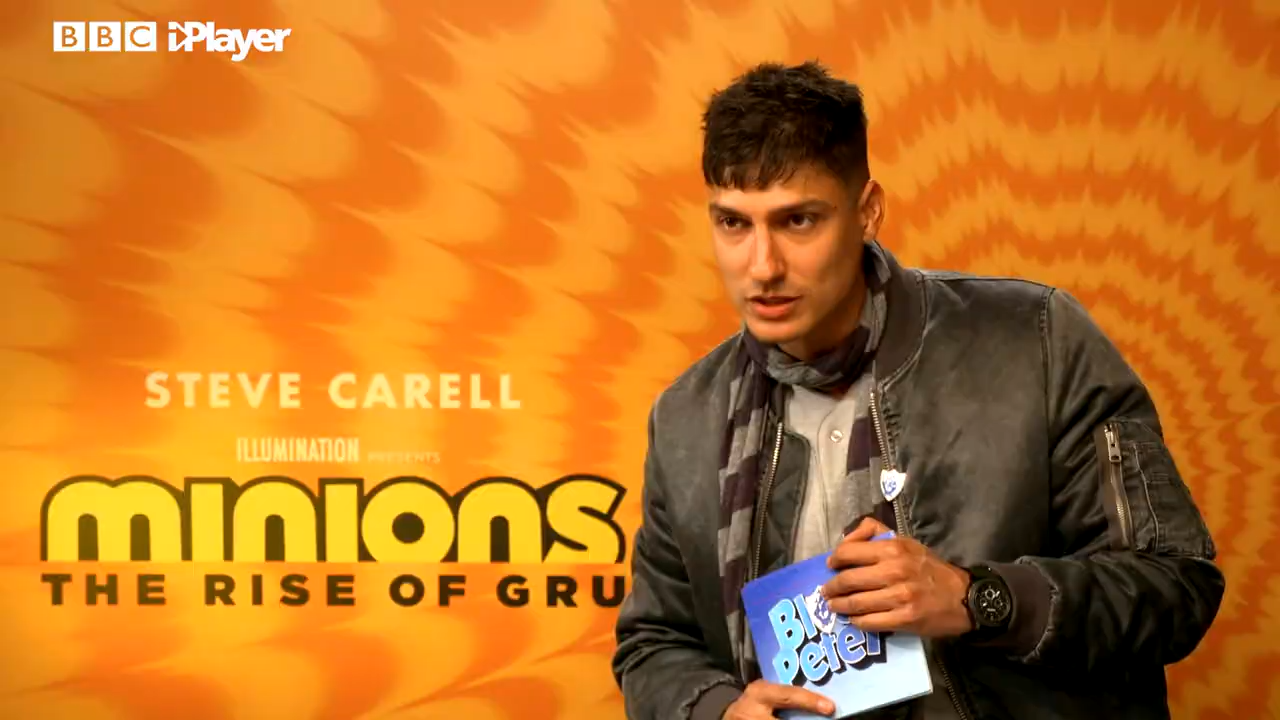 BBC iPlayer
STEVE CARELL
ILLUMINATION PRESENTS
minions
THE RISE OF GRU
Blue
Peter